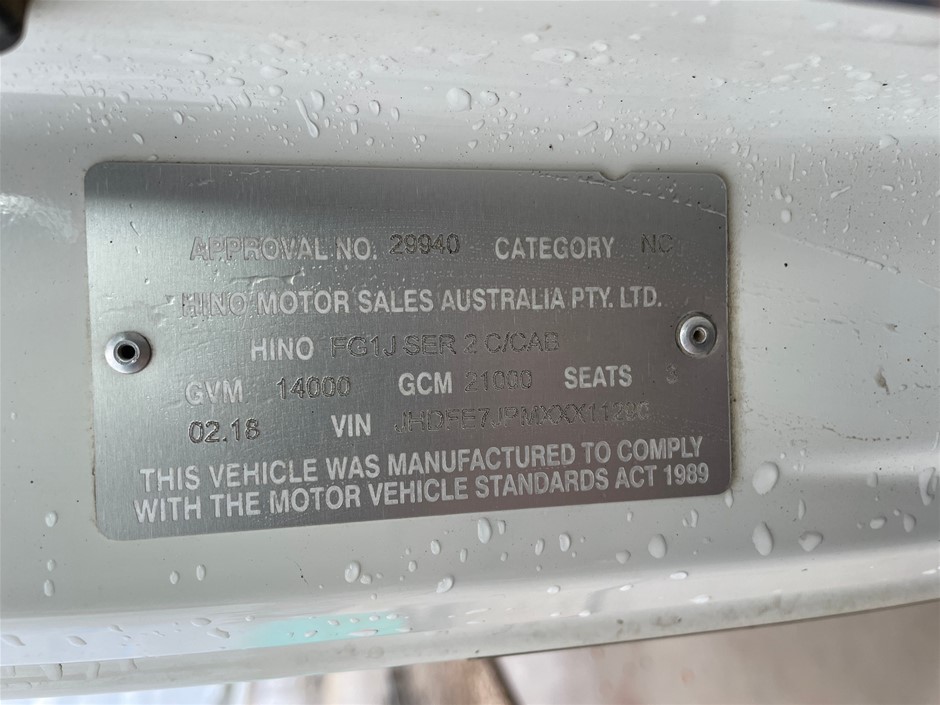 APPROVAL NO. 29940 CATEGORY NC
HINO MOTOR SALES AUSTRALIA PTY. LTD.
HINO FG1J SER 2 C/CAB
GVM 14000 GCM 21000 SEATS 3
02.18 VIN
THIS VEHICLE WAS MANUFACTURED TO COMPLY
WITH THE MOTOR VEHICLE STANDARDS ACT 1989